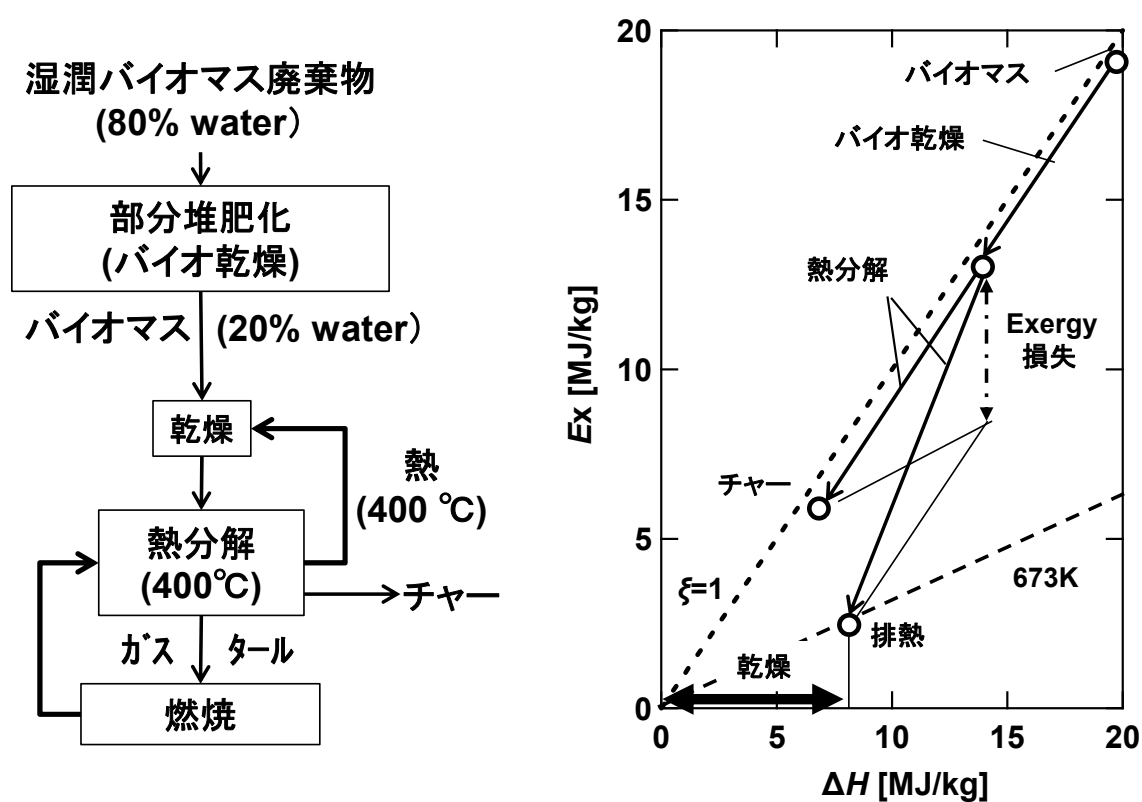 湿潤バイオマス廃棄物
(80% water)
部分堆肥化
(バイオ乾燥)
バイオマス (20% water)
乾燥
熱
(400 ℃)
熱分解
(400℃)
チャー
ガス タール
燃焼
20
15
10
5
0
Ex [MJ/kg]
バイオマス
バイオ乾燥
熱分解
Exergy
損失
チャー
ξ=1
673K
排熱
乾燥
0 5 10 15 20
ΔH [MJ/kg]